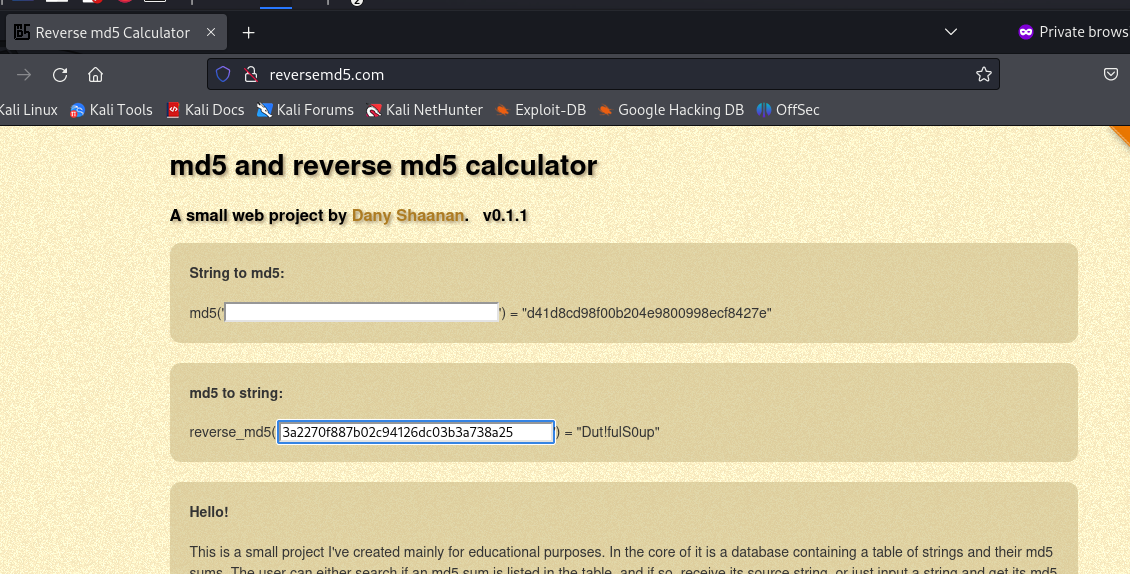 2
Reverse md5 Calculator
Private brows
reversemd5.com
Kali Linux Kali Tools Kali Docs Kali Forums Kali NetHunter Exploit-DB Google Hacking DB OffSec
md5 and reverse md5 calculator
A small web project by Dany Shaanan. v0.1.1
String to md5:
md5('') = "d41d8cd98f00b204e9800998ecf8427e"
md5 to string:
reverse_md5('3a2270f887b02c94126dc03b3a738a25') = "Dut!fulS0up"
Hello!
This is a small project I've created mainly for educational purposes. In the core of it is a database containing a table of strings and their md5
sums. The user can either search if an md5 sum is listed in the table, and if so, receive its source string, or just input a string and get its md5